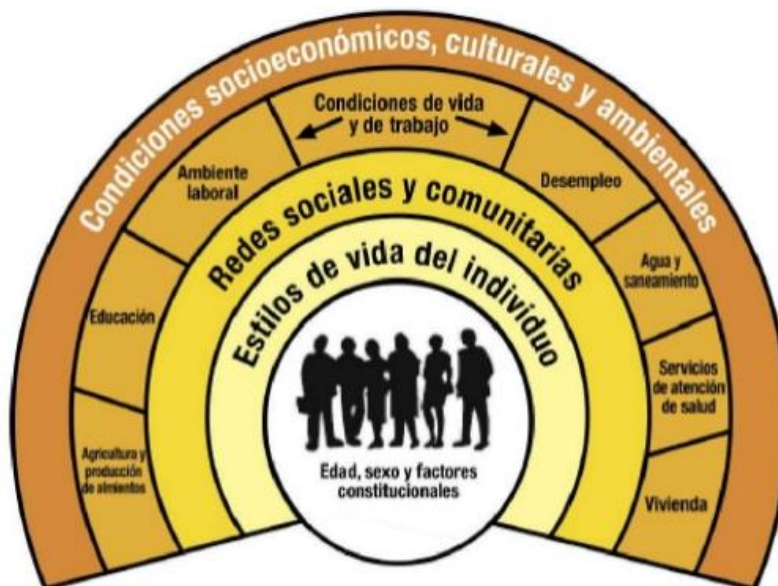 Condiciones socioeconómicos, culturales y ambientales
Condiciones de vida
y de trabajo
Ambiente
laboral
Desempleo
Educación
Agua y
saneamiento
Agricultura y
producción
de almientos
Servicios
de atención
de salud
Vivienda
Redes sociales y comunitarias
Estilos de vida del individuo
Edad, sexo y factores
constitucionales